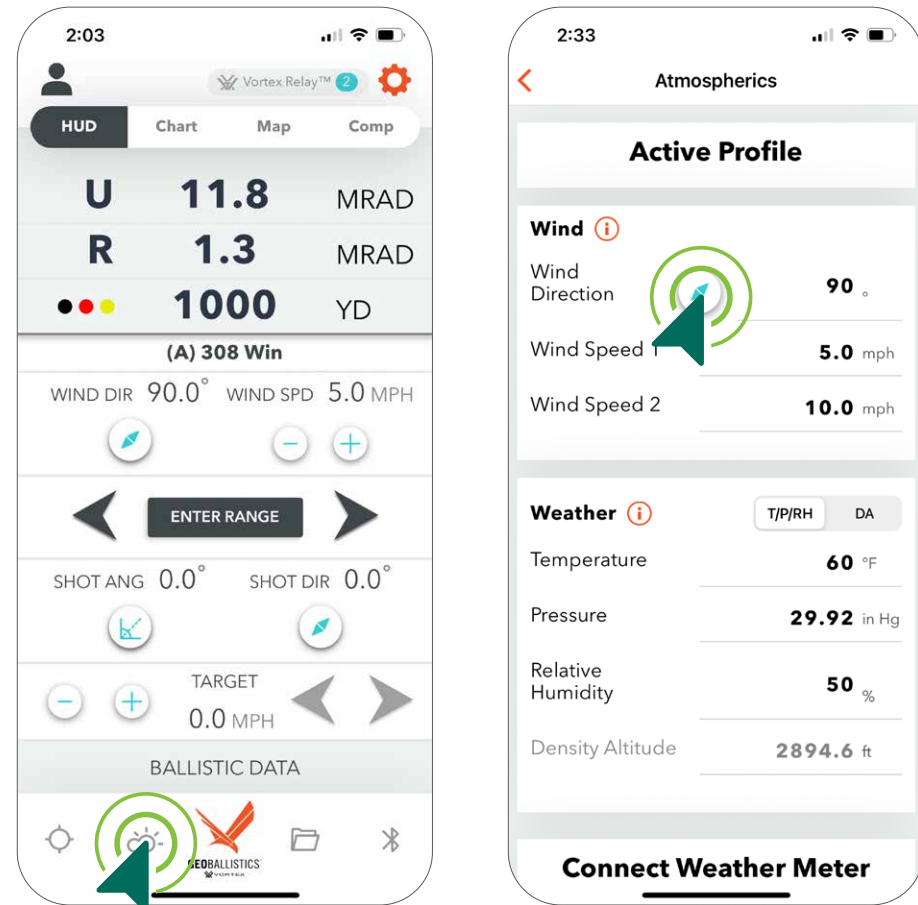 2:03
Vortex Relay™ 2
HUD Chart Map Comp
U 11.8 MRAD
R 1.3 MRAD
1000 YD
(A) 308 Win
WIND DIR 90.0° WIND SPD 5.0 MPH
ENTER RANGE
SHOT ANG 0.0° SHOT DIR 0.0°
TARGET
0.0 MPH
BALLISTIC DATA
GEOBALLISTICS
VORTEX
2:33
Atmospherics
Active Profile
Wind i
Wind
Direction 90 °
Wind Speed 1 5.0 mph
Wind Speed 2 10.0 mph
Weather i T/P/RH DA
Temperature 60 °F
Pressure 29.92 in Hg
Relative
Humidity 50 %
Density Altitude 2894.6 ft
Connect Weather Meter